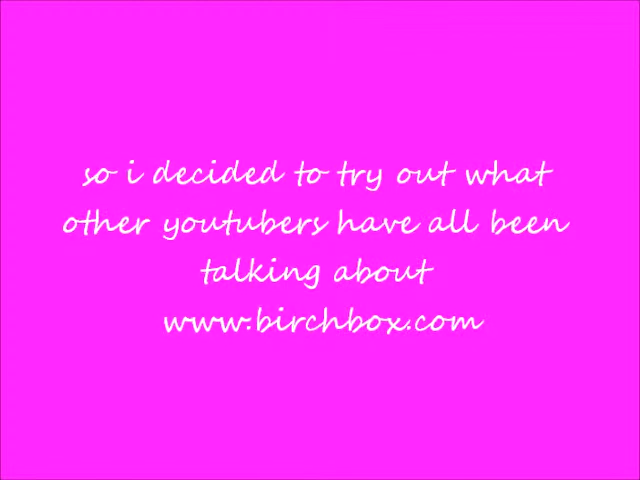 so i decided to try out what
other youtubers have all been
talking about
www.birchbox.com